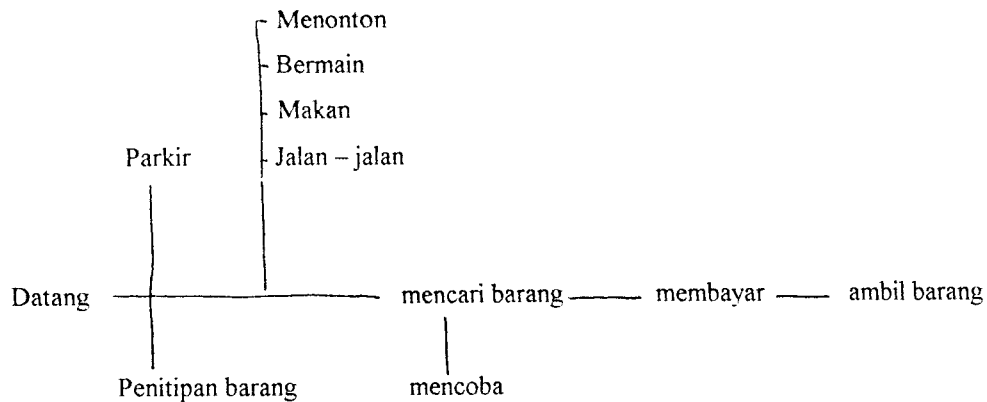 Menonton
Bermain
Makan
Parkir
Jalan – jalan
Datang
mencari barang
membayar
ambil barang
Penitipan barang
mencoba